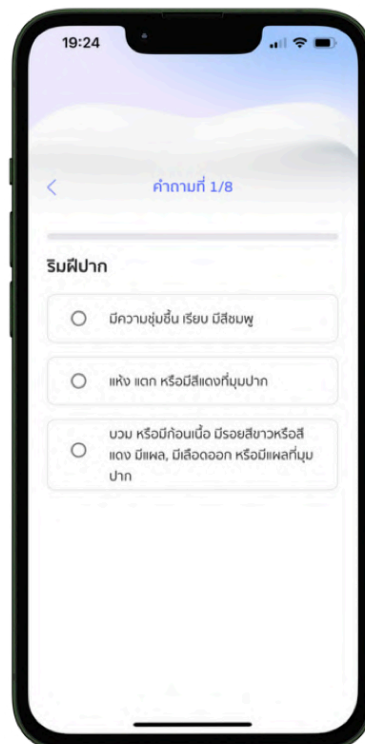 19:24
คำถามที่ 1/8
ริมฝีปาก
มีความชุ่มชื้น เรียบ มีสีชมพู
แห้ง แตก หรือมีสีแดงที่มุมปาก
บวม หรือมีก้อนเนื้อ มีรอยสีขาวหรือสี
แดง มีแผล, มีเลือดออก หรือมีแผลที่มุม
ปาก